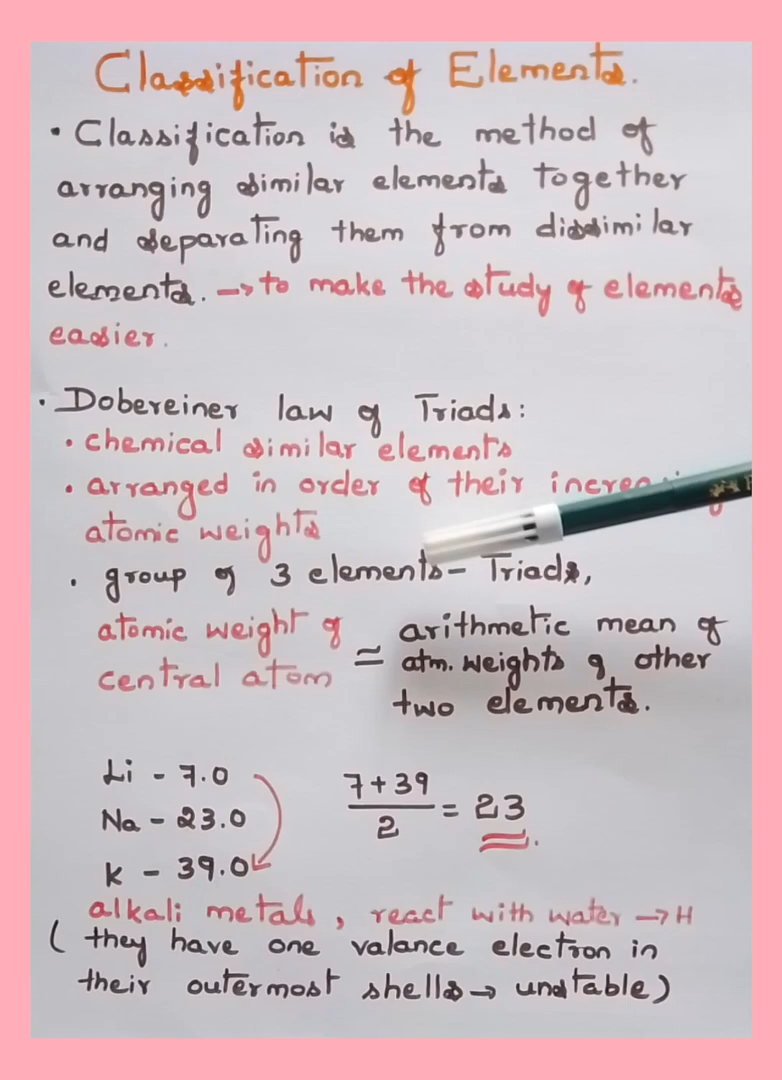 Classification of Elements.
• Classification is the method of
arranging similar elements together
and separating them from dissimilar
elements. → to make the study of elements
easier.
• Dobereiner law of Triads:
• chemical similar elements
• arranged in order of their
atomic weights
• group of 3 elements - Triads,
atomic weight of
central atom = arithmetic mean of
atm. weights of other
two elements.
Li - 7.0
Na - 23.0
K - 39.0
7+39
2 = 23
alkali metals, react with water → H
( they have one valance electron in
their outermost shells → unstable)